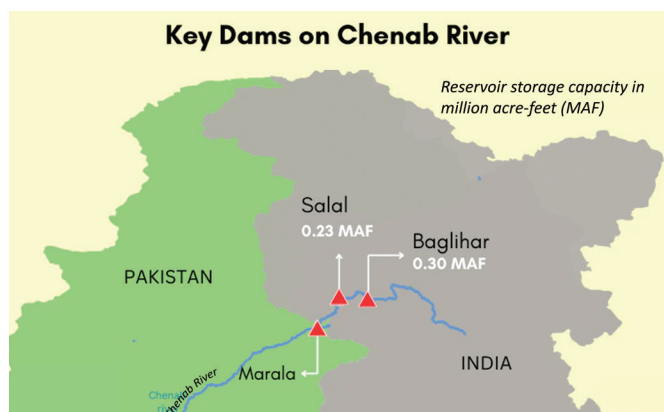 Key Dams on Chenab River
Reservoir storage capacity in
million acre-feet (MAF)
Salal
0.23 MAF
Baglihar
0.30 MAF
PAKISTAN
INDIA
Marala
Chenab River